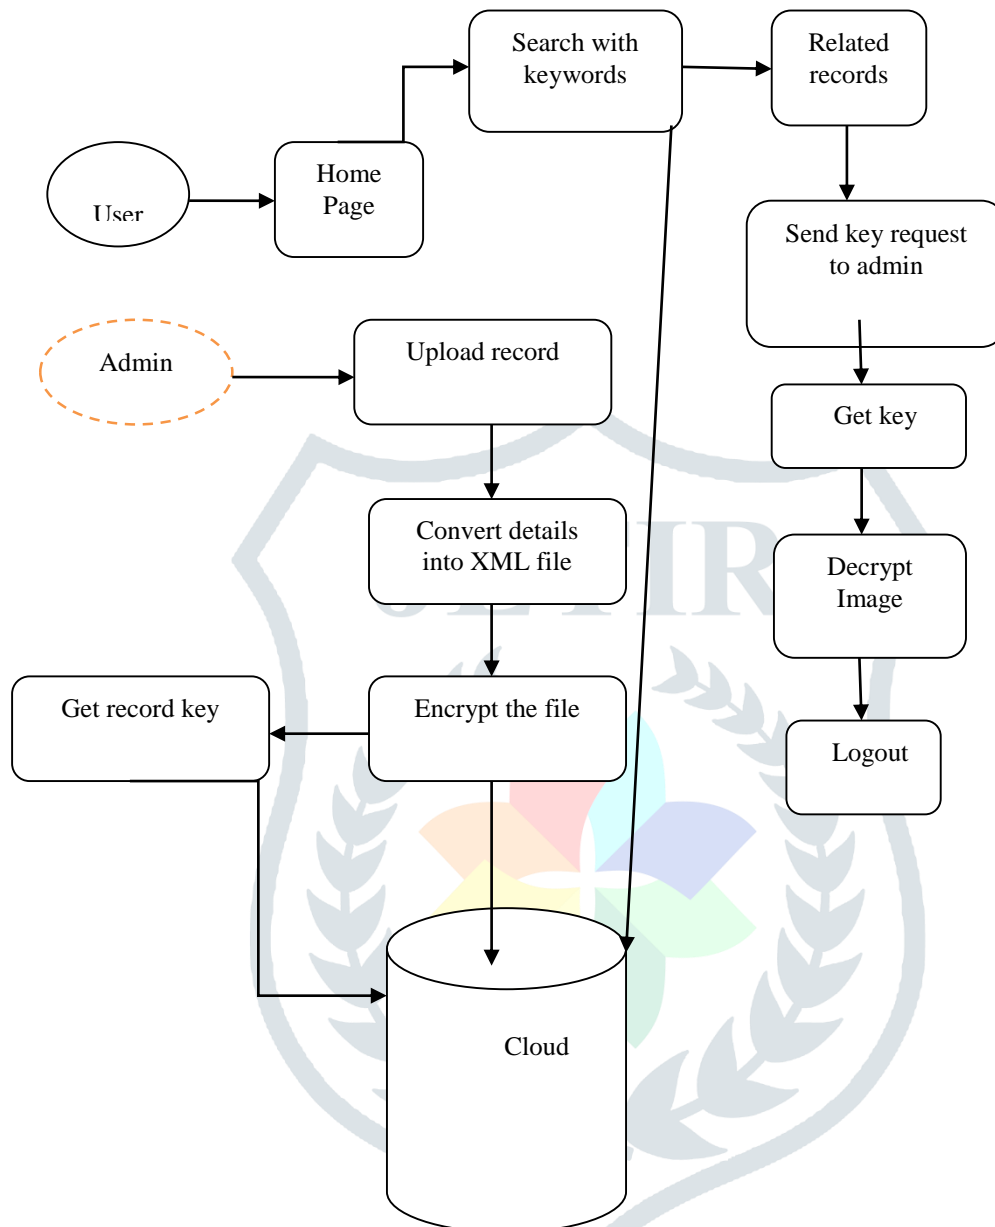 Search with
keywords
Related
records
Home
Page
User
Send key request
to admin
Admin
Upload record
Get key
Convert details
into XML file
JETIR
Decrypt
Image
Get record key
Encrypt the file
Logout
Cloud